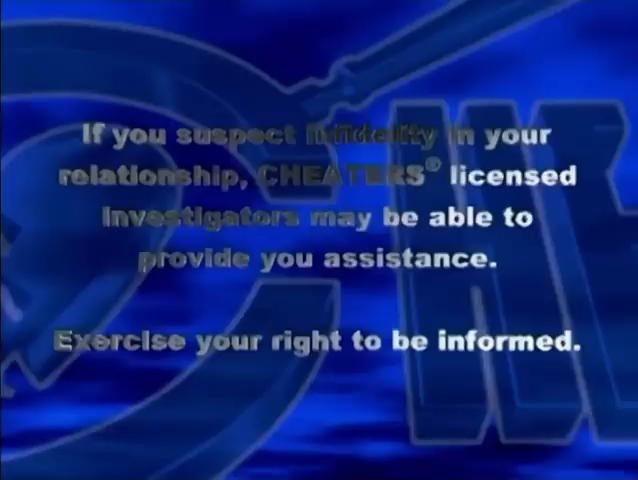 If you suspect infidelity in your
relationship, CHEATERS® licensed
investigators may be able to
provide you assistance.
Exercise your right to be informed.